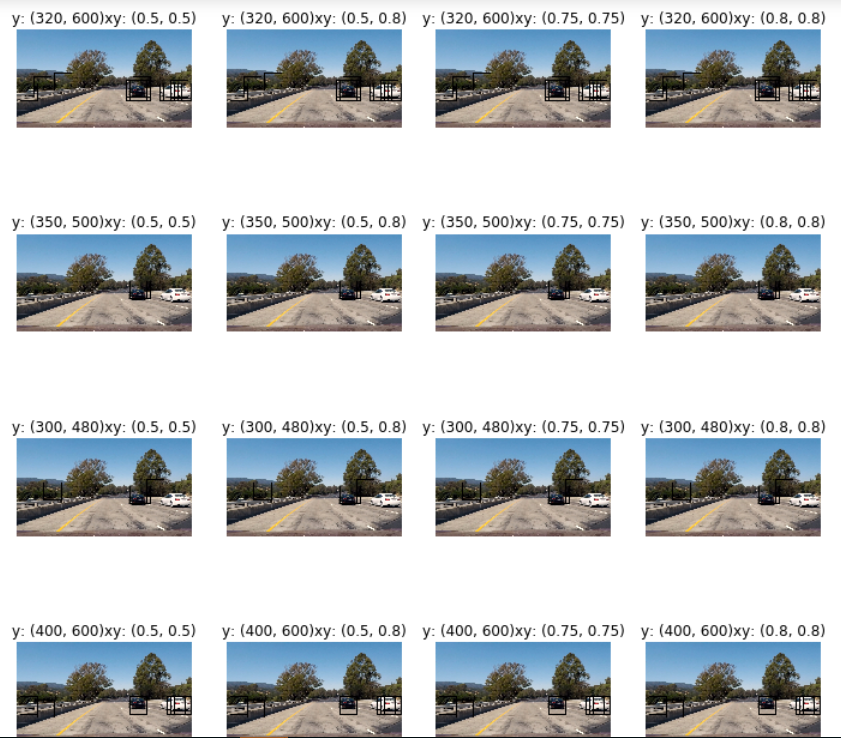 y: (320, 600)xy: (0.5, 0.5)
y: (320, 600)xy: (0.5, 0.8)
y: (320, 600)xy: (0.75, 0.75)
y: (320, 600)xy: (0.8, 0.8)
y: (350, 500)xy: (0.5, 0.5)
y: (350, 500)xy: (0.5, 0.8)
y: (350, 500)xy: (0.75, 0.75)
y: (350, 500)xy: (0.8, 0.8)
y: (300, 480)xy: (0.5, 0.5)
y: (300, 480)xy: (0.5, 0.8)
y: (300, 480)xy: (0.75, 0.75)
y: (300, 480)xy: (0.8, 0.8)
y: (400, 600)xy: (0.5, 0.5)
y: (400, 600)xy: (0.5, 0.8)
y: (400, 600)xy: (0.75, 0.75)
y: (400, 600)xy: (0.8, 0.8)